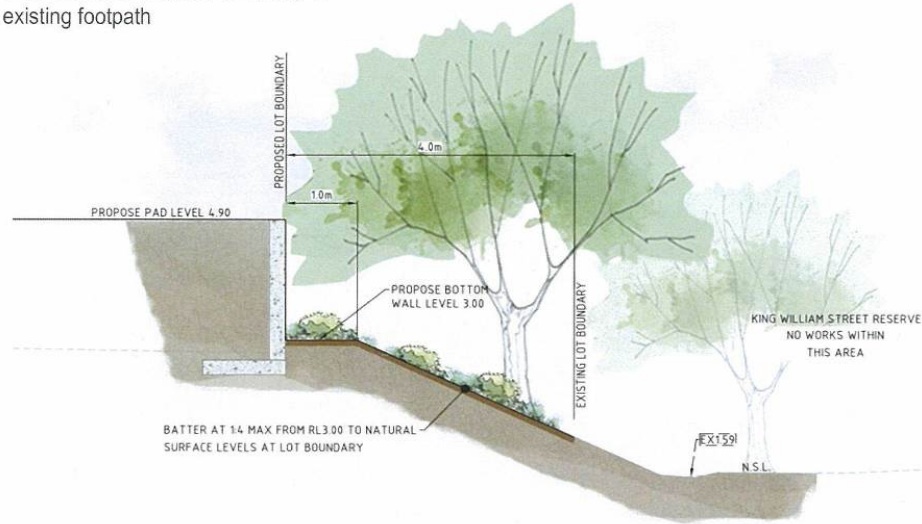 existing footpath
PROPOSED LOT BOUNDARY
4.0m
1.0m
PROPOSE PAD LEVEL 4.90
PROPOSE BOTTOM
WALL LEVEL 3.00
EXISTING LOT BOUNDARY
KING WILLIAM STREET RESERVE
NO WORKS WITHIN
THIS AREA
BATTER AT 1:4 MAX FROM RL3.00 TO NATURAL
SURFACE LEVELS AT LOT BOUNDARY
EX1.59
N.S.L.